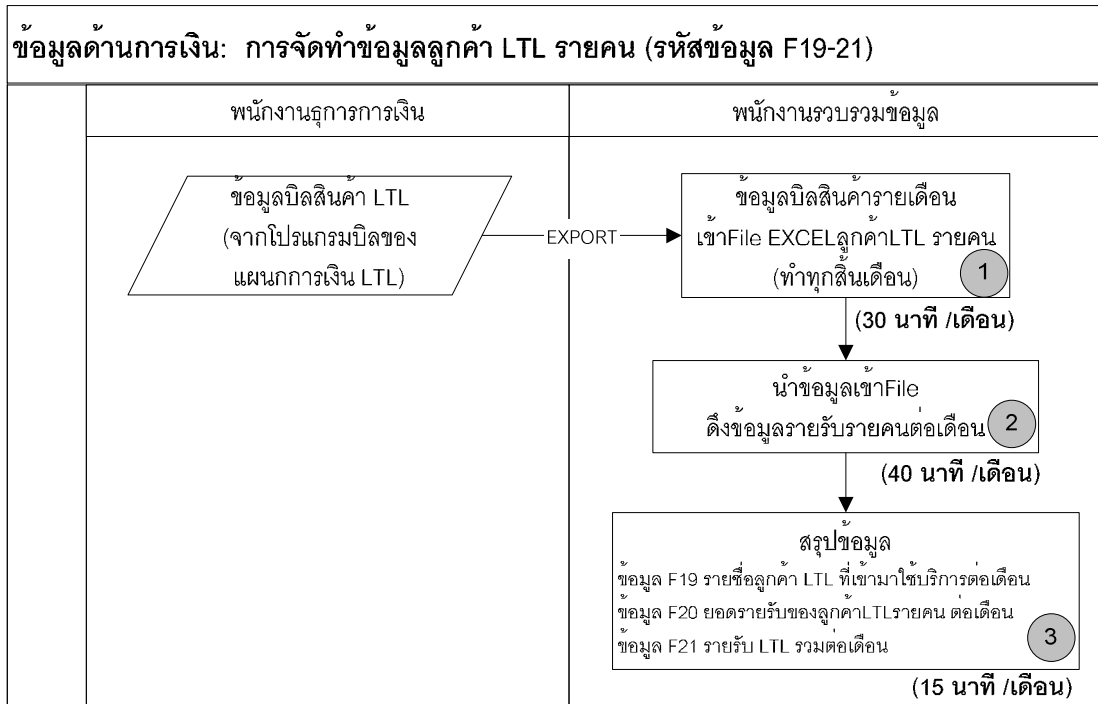 ข้อมูลด้านการเงิน: การจัดทำข้อมูลลูกค้า LTL รายคน (รหัสข้อมูล F19-21)
พนักงานธุรการการเงิน
พนักงานรวบรวมข้อมูล
ข้อมูลบิลสินค้า LTL
(จากโปรแกรมบิลของ
แผนกการเงิน LTL)
EXPORT
ข้อมูลบิลสินค้ารายเดือน
เข้าFile EXCELลูกค้าLTL รายคน
(ทำทุกสิ้นเดือน)
1
(30 นาที /เดือน)
นำข้อมูลเข้าFile
ดึงข้อมูลรายรับรายคนต่อเดือน
2
(40 นาที /เดือน)
สรุปข้อมูล
ข้อมูล F19 รายชื่อลูกค้า LTL ที่เข้ามาใช้บริการต่อเดือน
ข้อมูล F20 ยอดรายรับของลูกค้าLTLรายคน ต่อเดือน
ข้อมูล F21 รายรับ LTL รวมต่อเดือน
3
(15 นาที /เดือน)